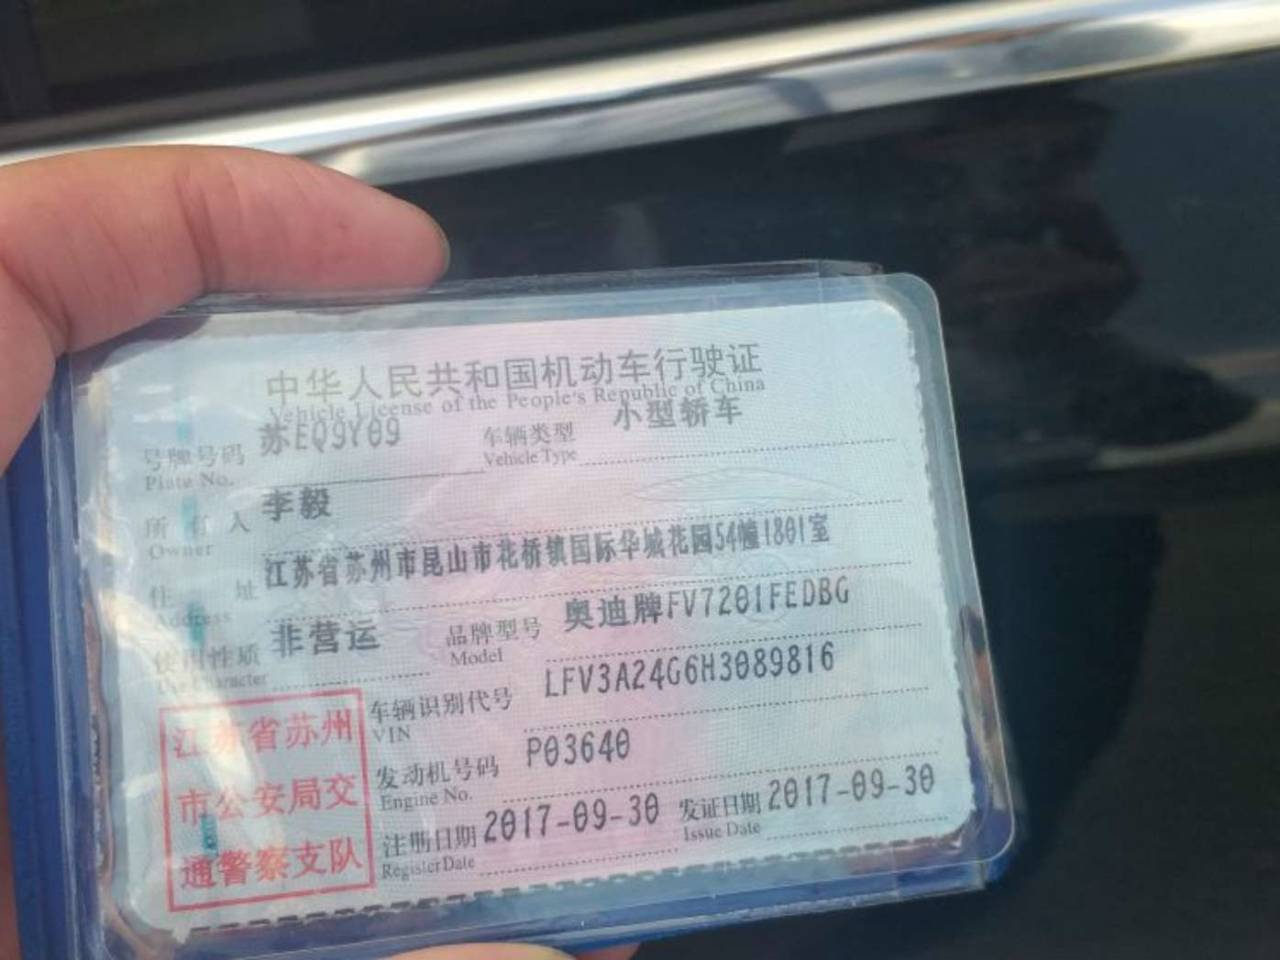 中华人民共和国机动车行驶证
Vehicle License of the People's Republic of China
号牌号码 苏EQ9Y09 车辆类型 小型轿车
Plate No. Vehicle Type
所有人 李毅
Owner
住址 江苏省苏州市昆山市花桥镇国际华城花园54幢1801室
Address
使用性质 非营运 品牌型号 奥迪牌FV7201FEDBG
Use Character Model
车辆识别代号 LFV3A24G6H3089816
VIN
发动机号码 P03640
Engine No.
注册日期 2017-09-30 发证日期 2017-09-30
Register Date Issue Date
江苏省苏州
市公安局交
通警察支队